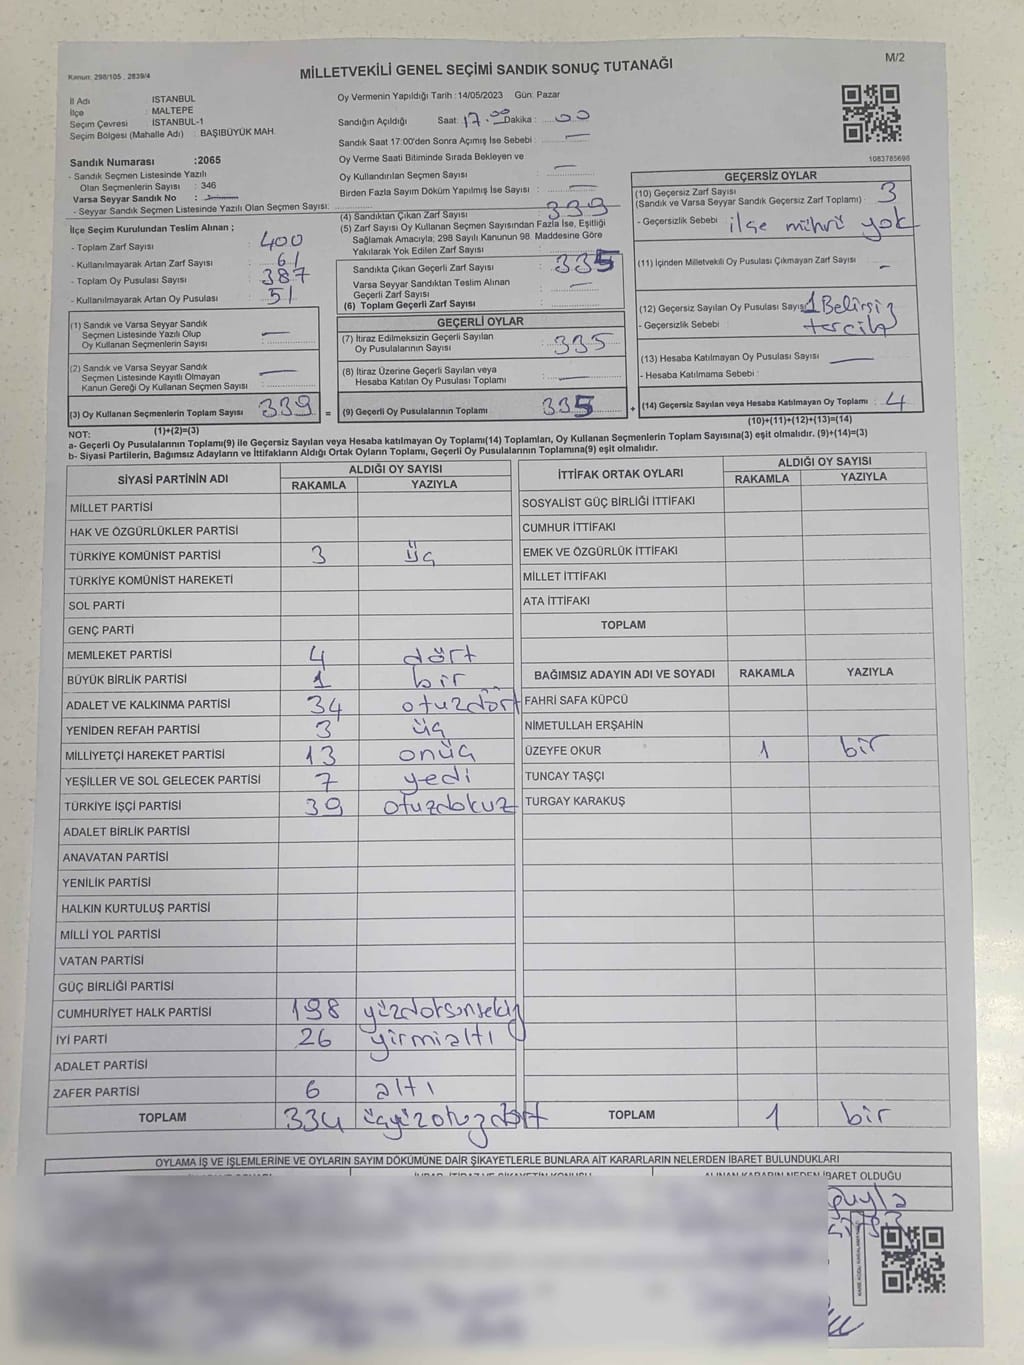 Kanun: 298/105 , 2839/4
MİLLETVEKİLİ GENEL SEÇİMİ SANDIK SONUÇ TUTANAĞI
M/2
İl Adı : İSTANBUL
İlçe : MALTEPE
Seçim Çevresi : İSTANBUL-1
Seçim Bölgesi (Mahalle Adı) : BAŞIBÜYÜK MAH.
Sandık Numarası :2065
- Sandık Seçmen Listesinde Yazılı
Olan Seçmenlerin Sayısı : 346
Varsa Seyyar Sandık No : —
- Seyyar Sandık Seçmen Listesinde Yazılı Olan Seçmen Sayısı:
Oy Vermenin Yapıldığı Tarih :14/05/2023 Gün: Pazar
Sandığın Açıldığı Saat: 17.00 Dakika : 00
Sandık Saat 17:00'den Sonra Açımış İse Sebebi : —
Oy Verme Saati Bitiminde Sırada Bekleyen ve
Oy Kullandırılan Seçmen Sayısı : —
Birden Fazla Sayım Döküm Yapılmış İse Sayısı : —
1083785698
İlçe Seçim Kurulundan Teslim Alınan ;
- Toplam Zarf Sayısı : 400
- Kullanılmayarak Artan Zarf Sayısı : 61
- Toplam Oy Pusulası Sayısı : 387
- Kullanılmayarak Artan Oy Pusulası : 51
(4) Sandıktan Çıkan Zarf Sayısı : 339
(5) Zarf Sayısı Oy Kullanan Seçmen Sayısından Fazla İse, Eşitliği
Sağlamak Amacıyla; 298 Sayılı Kanunun 98. Maddesine Göre
Yakılarak Yok Edilen Zarf Sayısı
Sandıkta Çıkan Geçerli Zarf Sayısı : 335
Varsa Seyyar Sandıktan Teslim Alınan
Geçerli Zarf Sayısı : —
(6) Toplam Geçerli Zarf Sayısı
(1) Sandık ve Varsa Seyyar Sandık
Seçmen Listesinde Yazılı Olup
Oy Kullanan Seçmenlerin Sayısı : —
(2) Sandık ve Varsa Seyyar Sandık
Seçmen Listesinde Kayıtlı Olmayan
Kanun Gereği Oy Kullanan Seçmen Sayısı : —
(3) Oy Kullanan Seçmenlerin Toplam Sayısı : 339
(1)+(2)=(3)
GEÇERLİ OYLAR
(7) İtiraz Edilmeksizin Geçerli Sayılan
Oy Pusulalarının Sayısı : 335
(8) İtiraz Üzerine Geçerli Sayılan veya
Hesaba Katılan Oy Pusulası Toplamı : —
= (9) Geçerli Oy Pusulalarının Toplamı : 335 +
GEÇERSİZ OYLAR
(10) Geçersiz Zarf Sayısı
(Sandık ve Varsa Seyyar Sandık Geçersiz Zarf Toplamı) : 3
- Geçersizlik Sebebi : ilçe mührü yok
(11) İçinden Milletvekili Oy Pusulası Çıkmayan Zarf Sayısı : —
(12) Geçersiz Sayılan Oy Pusulası Sayısı : 1 Belirsiz
- Geçersizlik Sebebi : tercih
(13) Hesaba Katılmayan Oy Pusulası Sayısı : —
- Hesaba Katılmama Sebebi :
(14) Geçersiz Sayılan veya Hesaba Katılmayan Oy Toplamı : 4
(10)+(11)+(12)+(13)=(14)
NOT:
a- Geçerli Oy Pusulalarının Toplamı(9) ile Geçersiz Sayılan veya Hesaba katılmayan Oy Toplamı(14) Toplamları, Oy Kullanan Seçmenlerin Toplam Sayısına(3) eşit olmalıdır. (9)+(14)=(3)
b- Siyasi Partilerin, Bağımsız Adayların ve İttifakların Aldığı Ortak Oyların Toplamı, Geçerli Oy Pusulalarının Toplamına(9) eşit olmalıdır.
SİYASİ PARTİNİN ADI ALDIĞI OY SAYISI
RAKAMLA YAZIYLA
MİLLET PARTİSİ
HAK VE ÖZGÜRLÜKLER PARTİSİ
TÜRKİYE KOMÜNİST PARTİSİ 3 üç
TÜRKİYE KOMÜNİST HAREKETİ
SOL PARTİ
GENÇ PARTİ
MEMLEKET PARTİSİ 4 dört
BÜYÜK BİRLİK PARTİSİ 1 bir
ADALET VE KALKINMA PARTİSİ 34 otuzdört
YENİDEN REFAH PARTİSİ 3 üç
MİLLİYETÇİ HAREKET PARTİSİ 13 onüç
YEŞİLLER VE SOL GELECEK PARTİSİ 7 yedi
TÜRKİYE İŞÇİ PARTİSİ 39 otuzdokuz
ADALET BİRLİK PARTİSİ
ANAVATAN PARTİSİ
YENİLİK PARTİSİ
HALKIN KURTULUŞ PARTİSİ
MİLLİ YOL PARTİSİ
VATAN PARTİSİ
GÜÇ BİRLİĞİ PARTİSİ
CUMHURİYET HALK PARTİSİ 198
İYİ PARTİ 26 yirmialtı
ADALET PARTİSİ
ZAFER PARTİSİ 6 altı
TOPLAM 334 üçyüzotuzdört
İTTİFAK ORTAK OYLARI ALDIĞI OY SAYISI
RAKAMLA YAZIYLA
SOSYALİST GÜÇ BİRLİĞİ İTTİFAKI
CUMHUR İTTİFAKI
EMEK VE ÖZGÜRLÜK İTTİFAKI
MİLLET İTTİFAKI
ATA İTTİFAKI
TOPLAM
BAĞIMSIZ ADAYIN ADI VE SOYADI RAKAMLA YAZIYLA
FAHRİ SAFA KÜPCÜ
NİMETULLAH ERŞAHİN
ÜZEYFE OKUR 1 bir
TUNCAY TAŞÇI
TURGAY KARAKUŞ
TOPLAM 1 bir
OYLAMA İŞ VE İŞLEMLERİNE VE OYLARIN SAYIM DÖKÜMÜNE DAİR ŞİKAYETLERLE BUNLARA AİT KARARLARIN NELERDEN İBARET BULUNDUKLARI
ALINAN KARARIN NEDEN İBARET OLDUĞU